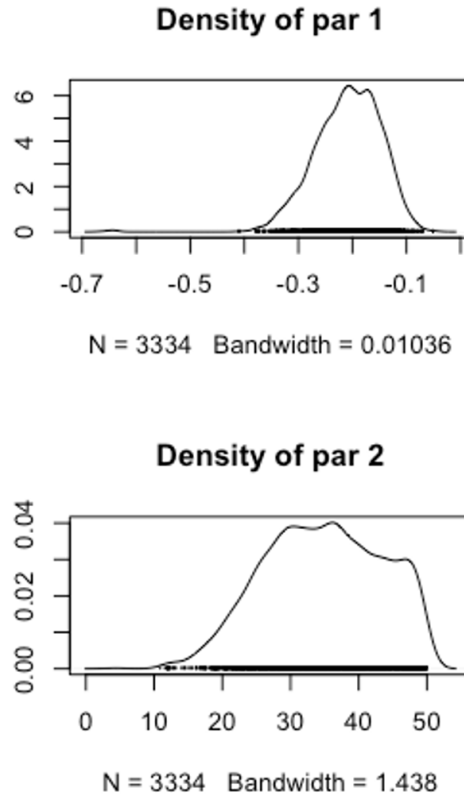 Density of par 1
6
4
2
0
-0.7 -0.5 -0.3 -0.1
N = 3334 Bandwidth = 0.01036
Density of par 2
0.04
0.02
0.00
0 10 20 30 40 50
N = 3334 Bandwidth = 1.438